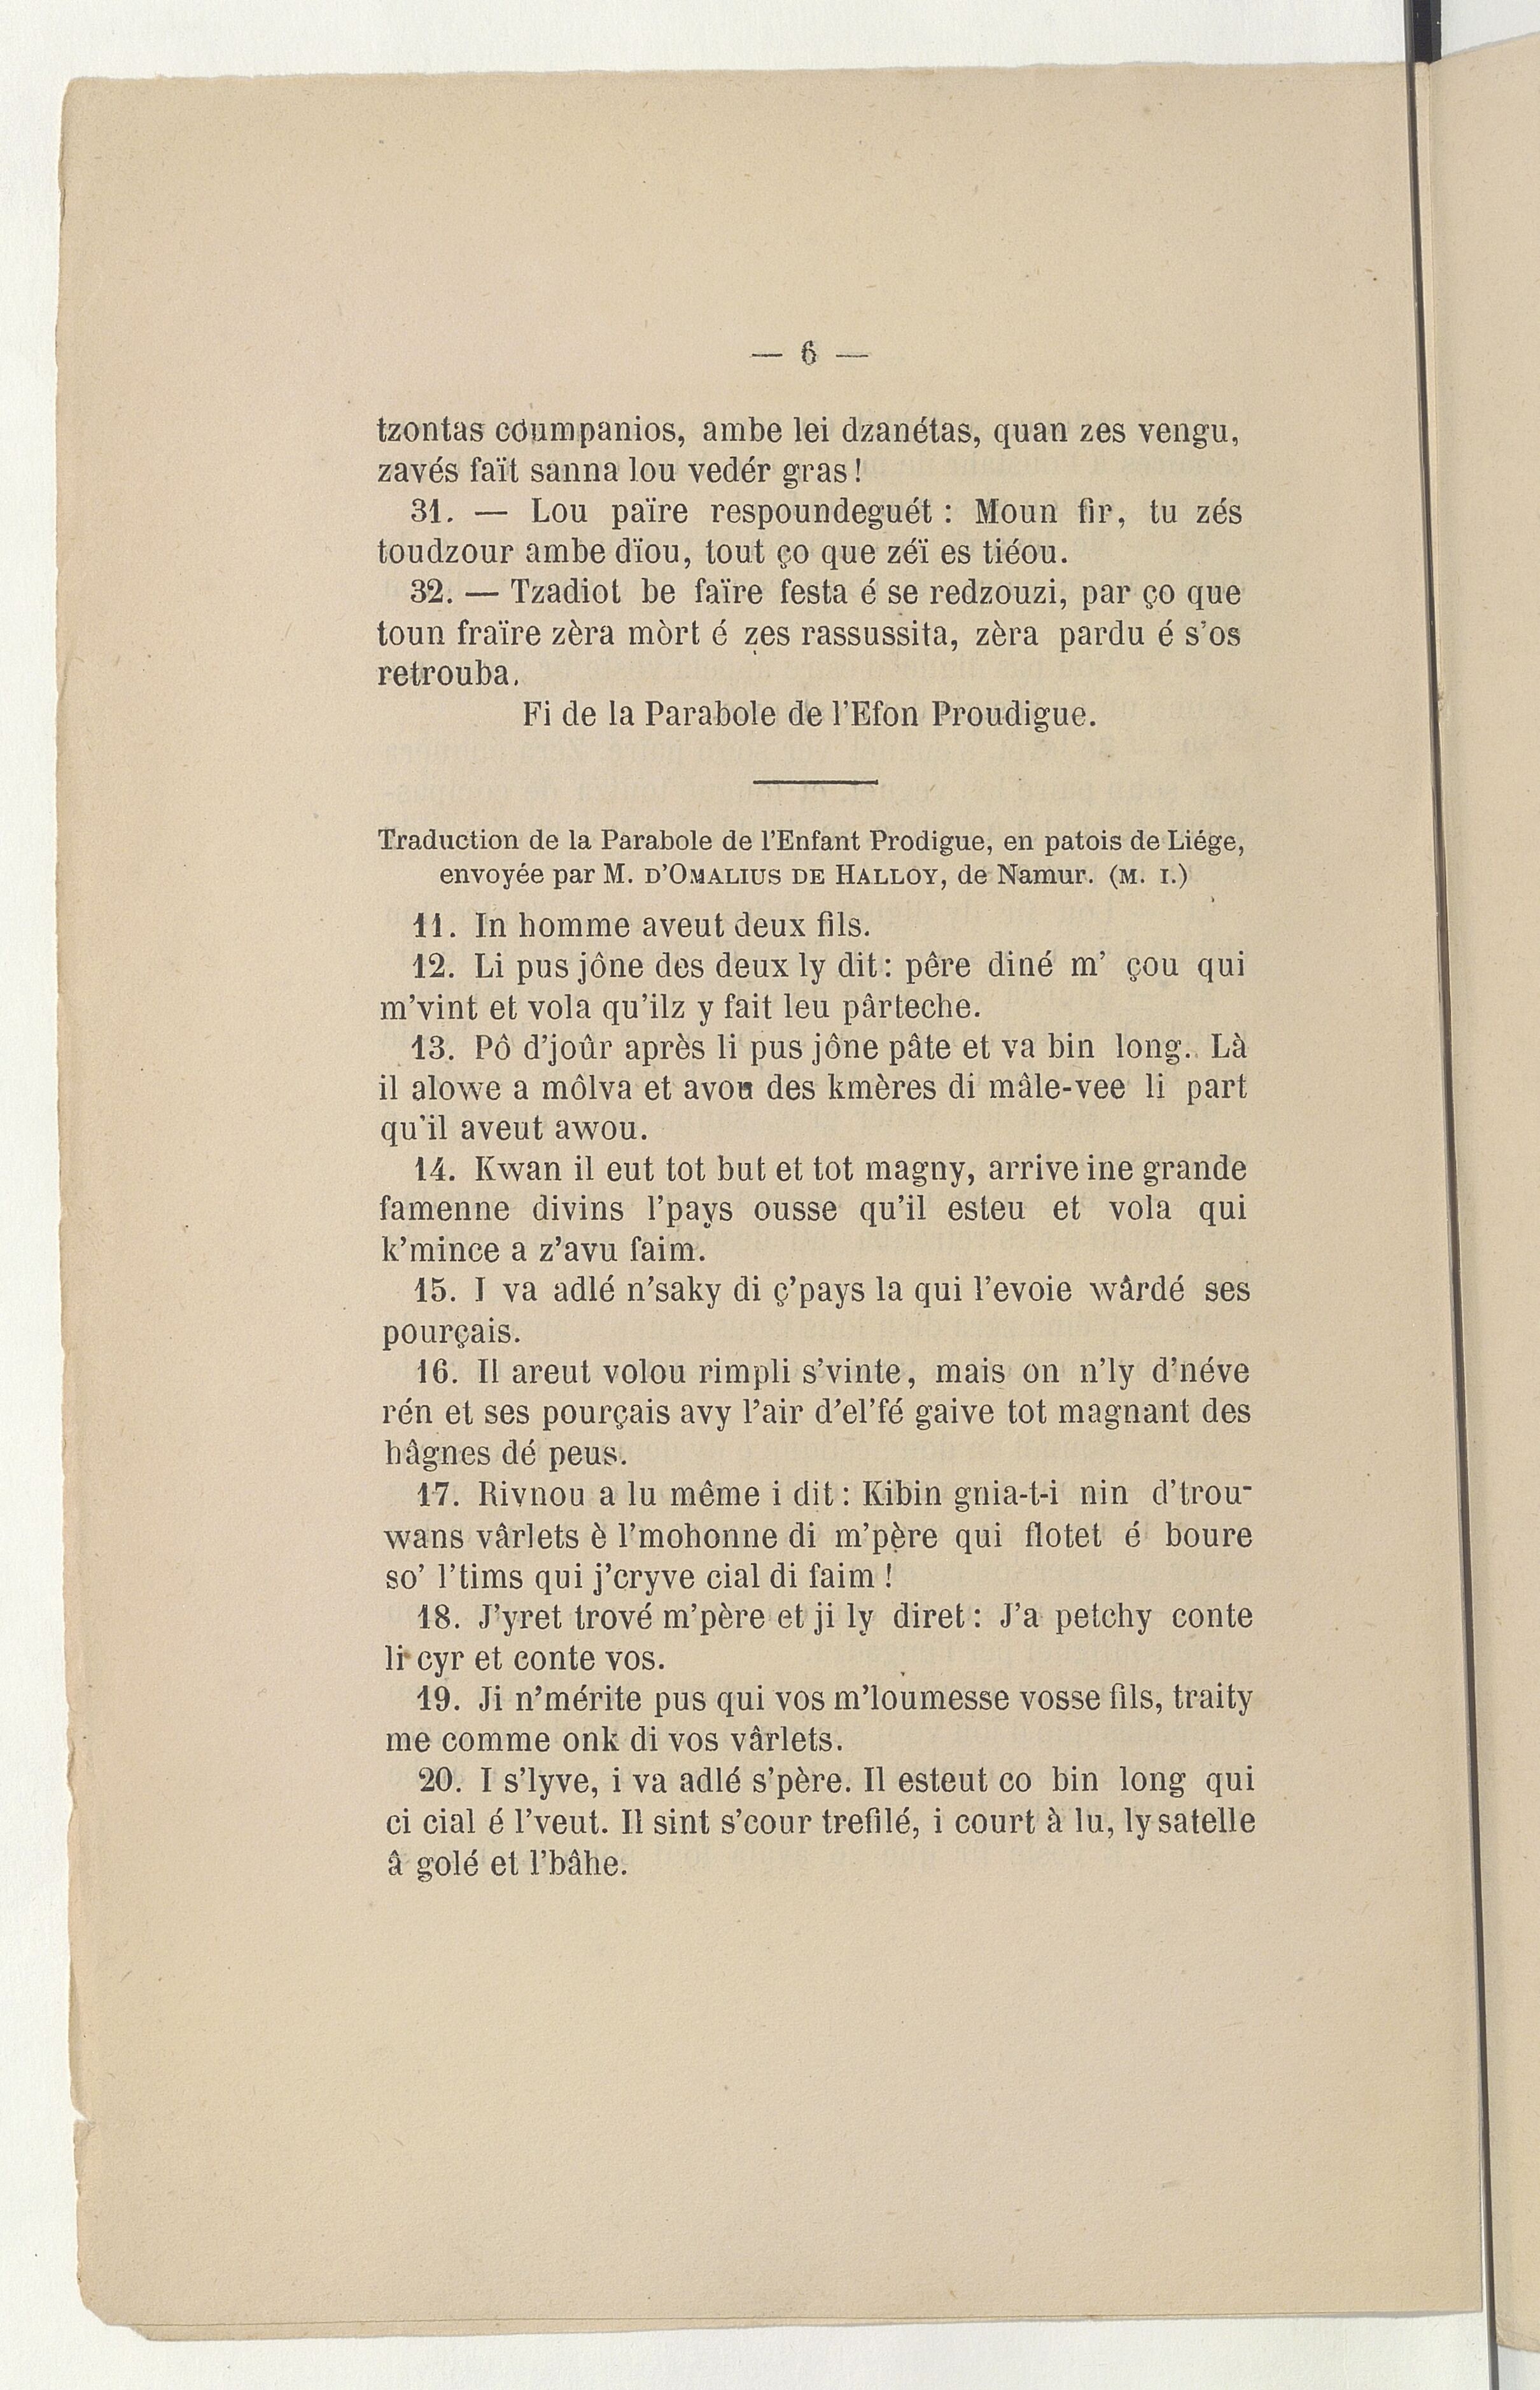 — 6 —
tzontas coumpanios, ambe lei dzanétas, quan zes vengu,
zavés faït sanna lou vedér gras !
31. — Lou païre respoundeguét : Moun fir, tu zés
toudzour ambe dïou, tout ço que zéï es tiéou.
32. — Tzadiot be faïre festa é se redzouzi, par ço que
toun fraïre zèra mòrt é zes rassussita, zèra pardu é s'os
retrouba.
Fi de la Parabole de l'Efon Proudigue.
Traduction de la Parabole de l'Enfant Prodigue, en patois de Liége,
envoyée par M. D'OMALIUS DE HALLOY, de Namur. (M. I.)
11. In homme aveut deux fils.
12. Li pus jône des deux ly dit : pêre diné m' çou qui
m'vint et vola qu'ilz y fait leu pârteche.
13. Pô d'joûr après li pus jône pâte et va bin long. Là
il alowe a môlva et avou des kmères di mâle-vee li part
qu'il aveut awou.
14. Kwan il eut tot but et tot magny, arrive ine grande
famenne divins l'pays ousse qu'il esteu et vola qui
k'mince a z'avu faim.
15. I va adlé n'saky di ç'pays la qui l'evoie wârdé ses
pourçais.
16. Il areut volou rimpli s'vinte, mais on n'ly d'néve
rén et ses pourçais avy l'air d'el'fé gaive tot magnant des
hâgnes dé peus.
17. Rivnou a lu même i dit : Kibin gnia-t-i nin d'trou-
wans vârlets è l'mohonne di m'père qui flotet é boure
so' l'tims qui j'cryve cial di faim !
18. J'yret trové m'père et ji ly diret : J'a petchy conte
li cyr et conte vos.
19. Ji n'mérite pus qui vos m'loumesse vosse fils, traity
me comme onk di vos vârlets.
20. I s'lyve, i va adlé s'père. Il esteut co bin long qui
ci cial é l'veut. Il sint s'cour trefilé, i court à lu, ly satelle
â golé et l'bâhe.